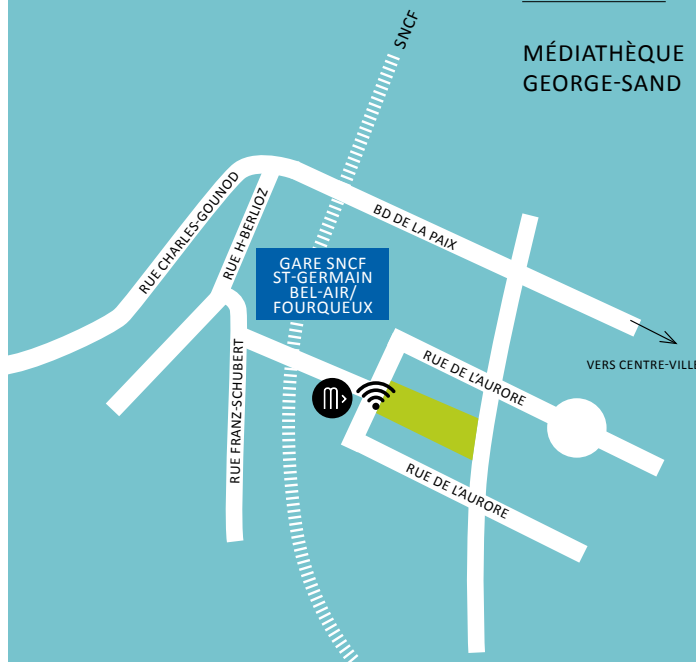 SNCF
MÉDIATHÈQUE
GEORGE-SAND
RUE CHARLES-GOUNOD
RUE H-BERLIOZ
BD DE LA PAIX
GARE SNCF
ST-GERMAIN
BEL-AIR/
FOURQUEUX
VERS CENTRE-VILLE
RUE DE L'AURORE
RUE FRANZ-SCHUBERT
M>
RUE DE L'AURORE